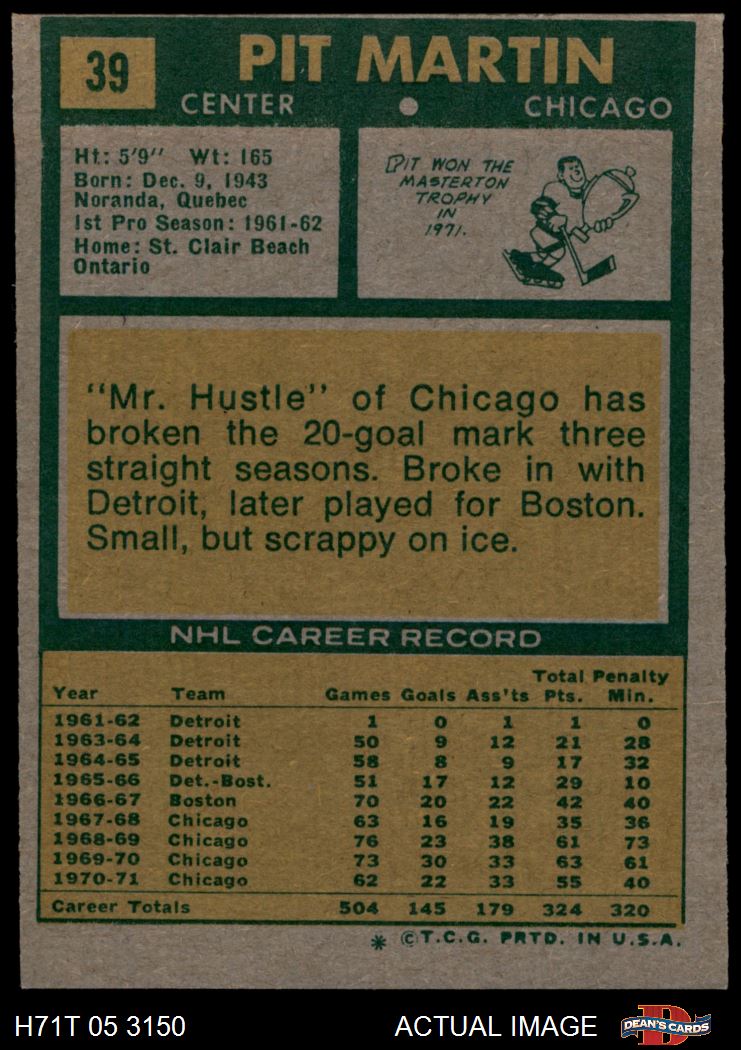 39
PIT MARTIN
CENTER
CHICAGO
Ht: 5'9" Wt: 165
Born: Dec. 9, 1943
Noranda, Quebec
1st Pro Season: 1961-62
Home: St. Clair Beach
Ontario
PIT WON THE
MASTERTON
TROPHY
IN
1971.
"Mr. Hustle" of Chicago has
broken the 20-goal mark three
straight seasons. Broke in with
Detroit, later played for Boston.
Small, but scrappy on ice.
NHL CAREER RECORD
Total Penalty
Year Team Games Goals Ass'ts Pts. Min.
1961-62 Detroit 1 0 1 1 0
1963-64 Detroit 50 9 12 21 28
1964-65 Detroit 58 8 9 17 32
1965-66 Det.-Bost. 51 17 12 29 10
1966-67 Boston 70 20 22 42 40
1967-68 Chicago 63 16 19 35 36
1968-69 Chicago 76 23 38 61 73
1969-70 Chicago 73 30 33 63 61
1970-71 Chicago 62 22 33 55 40
Career Totals 504 145 179 324 320
* ©T.C.G. PRTD. IN U.S.A.
H71T 05 3150
ACTUAL IMAGE
D
DEAN'S CARDS